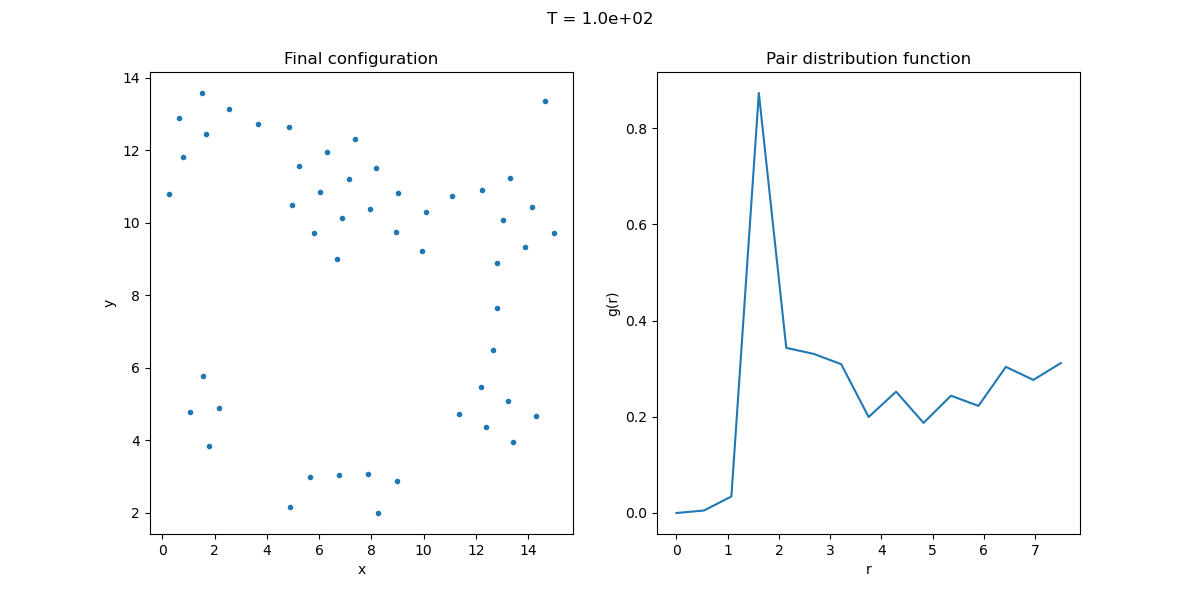 T = 1.0e+02
Final configuration
14
12
10
8
6
4
2
y
0 2 4 6 8 10 12 14
x
Pair distribution function
0.8
0.6
0.4
0.2
0.0
g(r)
0 1 2 3 4 5 6 7
r